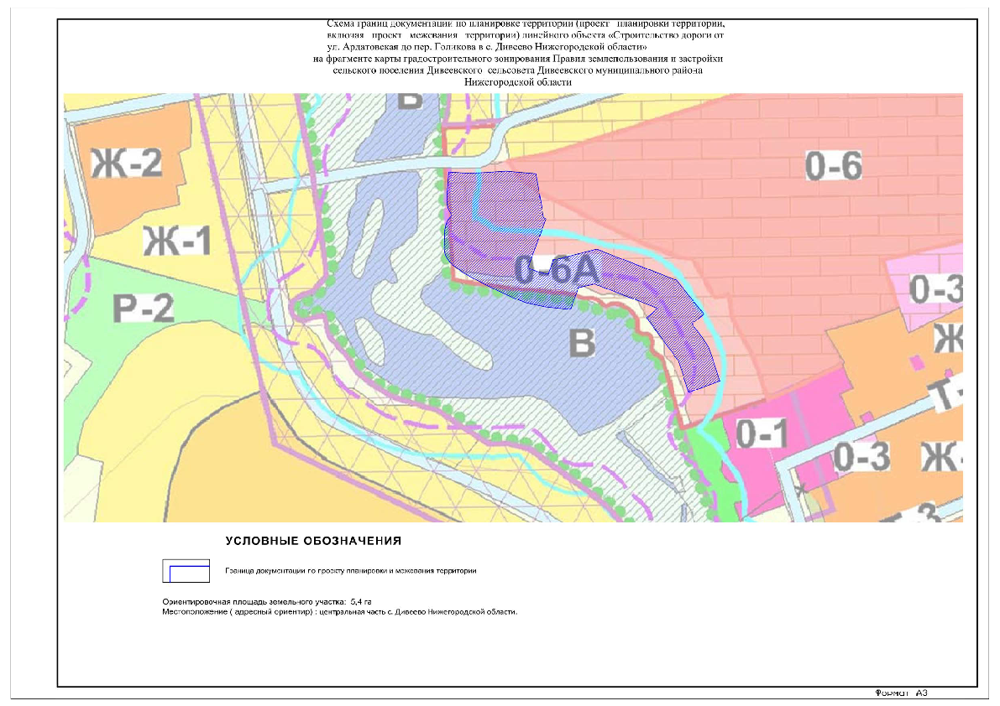 Схема границ документации по планировке территории (проект планировки территории,
включая проект межевания территории) линейного объекта «Строительство дороги от
ул. Ардатовская до пер. Голикова в с. Дивеево Нижегородской области»
на фрагменте карты градостроительного зонирования Правил землепользования и застройки
сельского поселения Дивеевского сельсовета Дивеевского муниципального района
Нижегородской области
В
Ж-2
О-6
Ж-1
О-6А
О-3
Р-2
В
Ж
Т-
О-1
О-3
Ж-
-3
УСЛОВНЫЕ ОБОЗНАЧЕНИЯ
Граница документации по проекту планировки и межевания территории
Ориентировочная площадь земельного участка: 5,4 га
Местоположение ( адресный ориентир) : центральная часть с. Дивеево Нижегородской области.
Формат А3